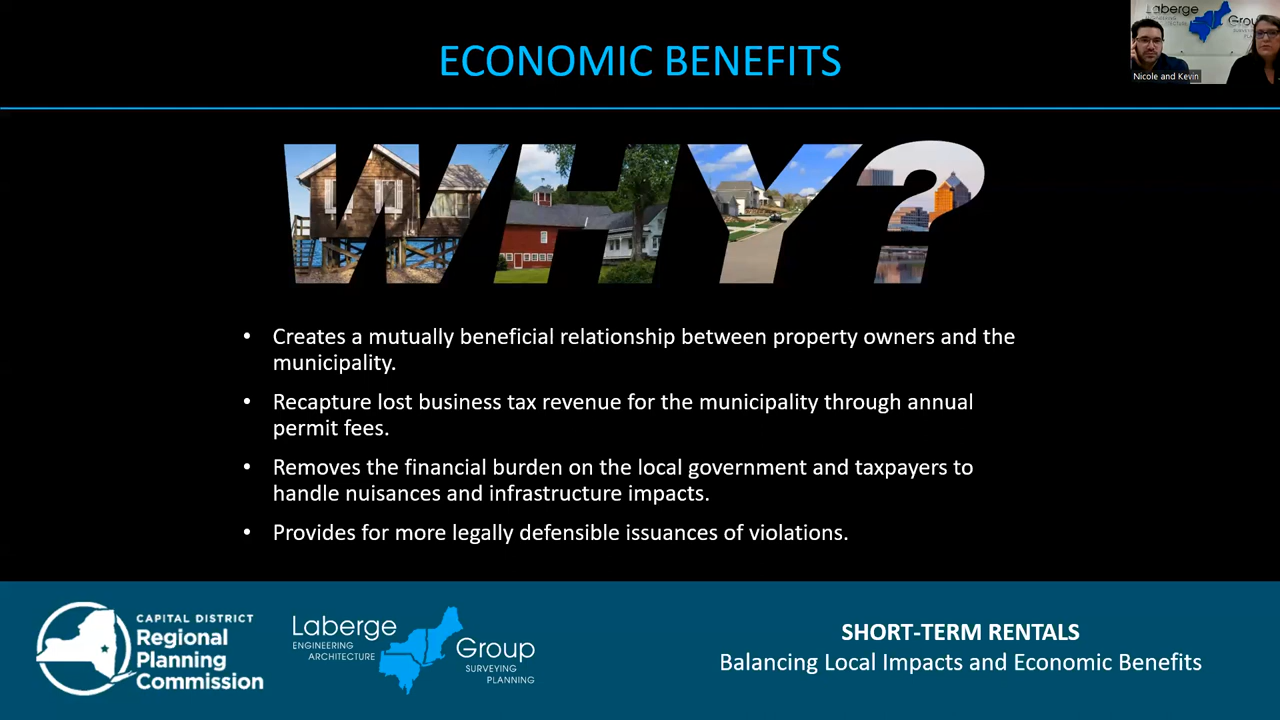 ECONOMIC BENEFITS
Laberge
Group
Nicole and Kevin
WHY?
• Creates a mutually beneficial relationship between property owners and the
municipality.
• Recapture lost business tax revenue for the municipality through annual
permit fees.
• Removes the financial burden on the local government and taxpayers to
handle nuisances and infrastructure impacts.
• Provides for more legally defensible issuances of violations.
CAPITAL DISTRICT
Regional
Planning
Commission
Laberge
ENGINEERING
ARCHITECTURE
Group
SURVEYING
PLANNING
SHORT-TERM RENTALS
Balancing Local Impacts and Economic Benefits